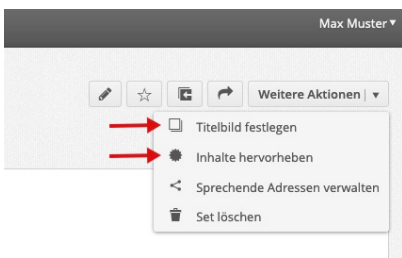 Max Muster
Weitere Aktionen
Titelbild festlegen
Inhalte hervorheben
Sprechende Adressen verwalten
Set löschen